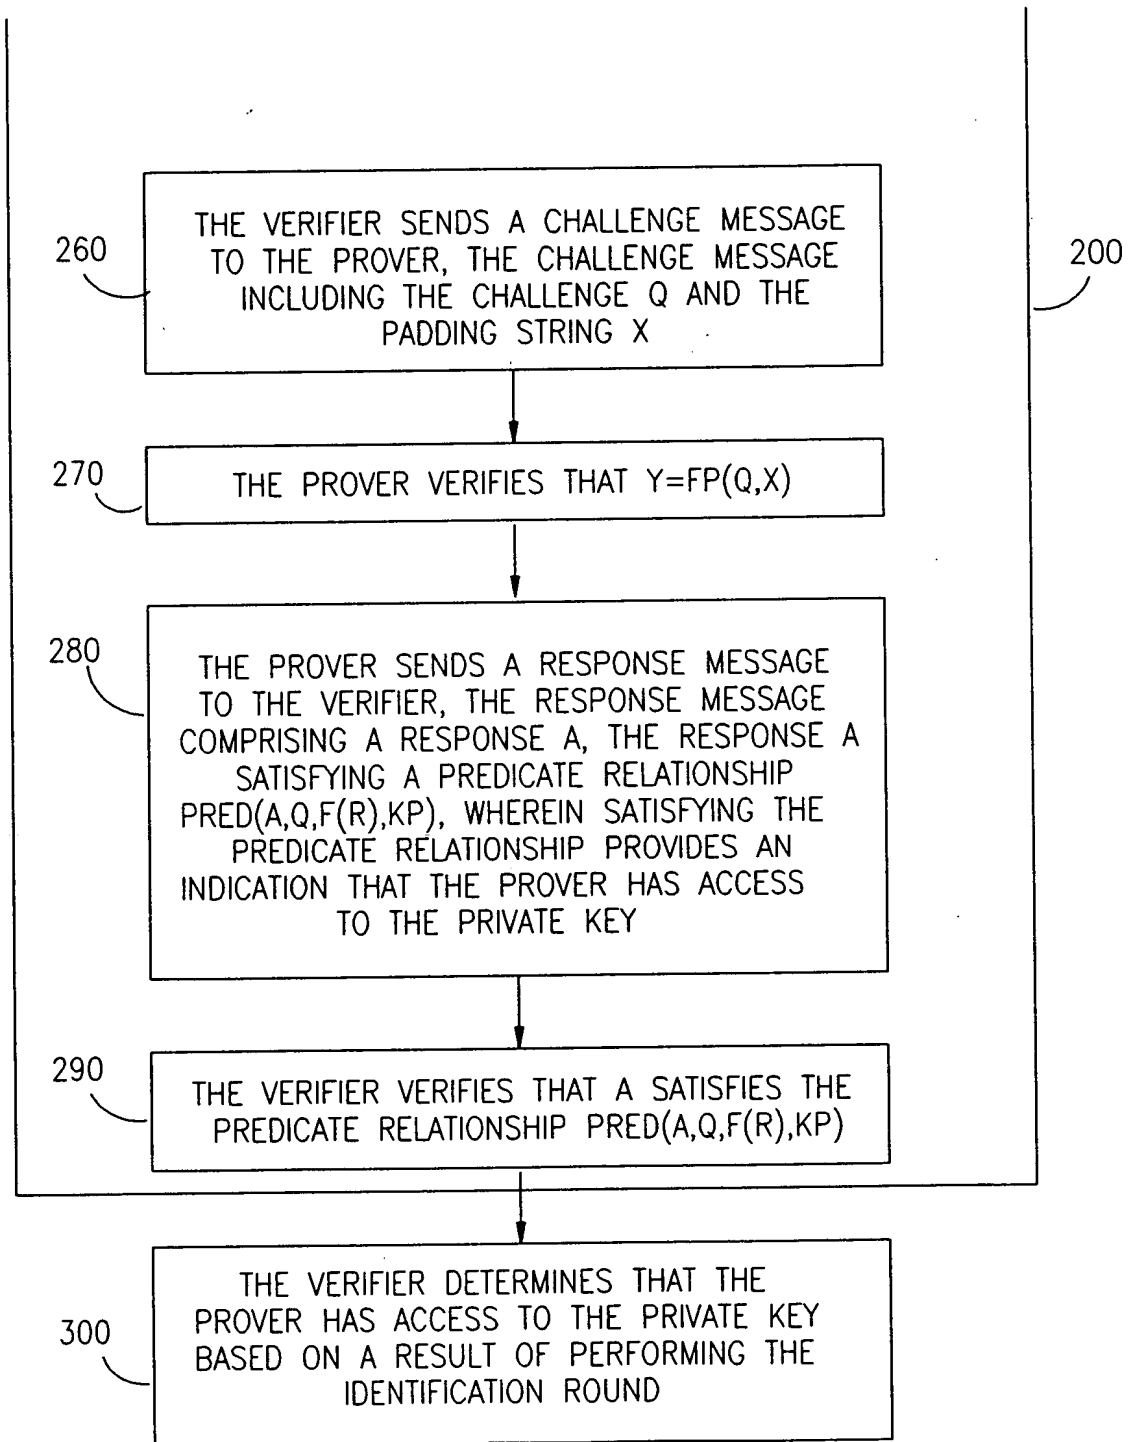 260
THE VERIFIER SENDS A CHALLENGE MESSAGE
TO THE PROVER, THE CHALLENGE MESSAGE
INCLUDING THE CHALLENGE Q AND THE
PADDING STRING X
200
270
THE PROVER VERIFIES THAT Y=FP(Q,X)
280
THE PROVER SENDS A RESPONSE MESSAGE
TO THE VERIFIER, THE RESPONSE MESSAGE
COMPRISING A RESPONSE A, THE RESPONSE A
SATISFYING A PREDICATE RELATIONSHIP
PRED(A,Q,F(R),KP), WHEREIN SATISFYING THE
PREDICATE RELATIONSHIP PROVIDES AN
INDICATION THAT THE PROVER HAS ACCESS
TO THE PRIVATE KEY
290
THE VERIFIER VERIFIES THAT A SATISFIES THE
PREDICATE RELATIONSHIP PRED(A,Q,F(R),KP)
300
THE VERIFIER DETERMINES THAT THE
PROVER HAS ACCESS TO THE PRIVATE KEY
BASED ON A RESULT OF PERFORMING THE
IDENTIFICATION ROUND